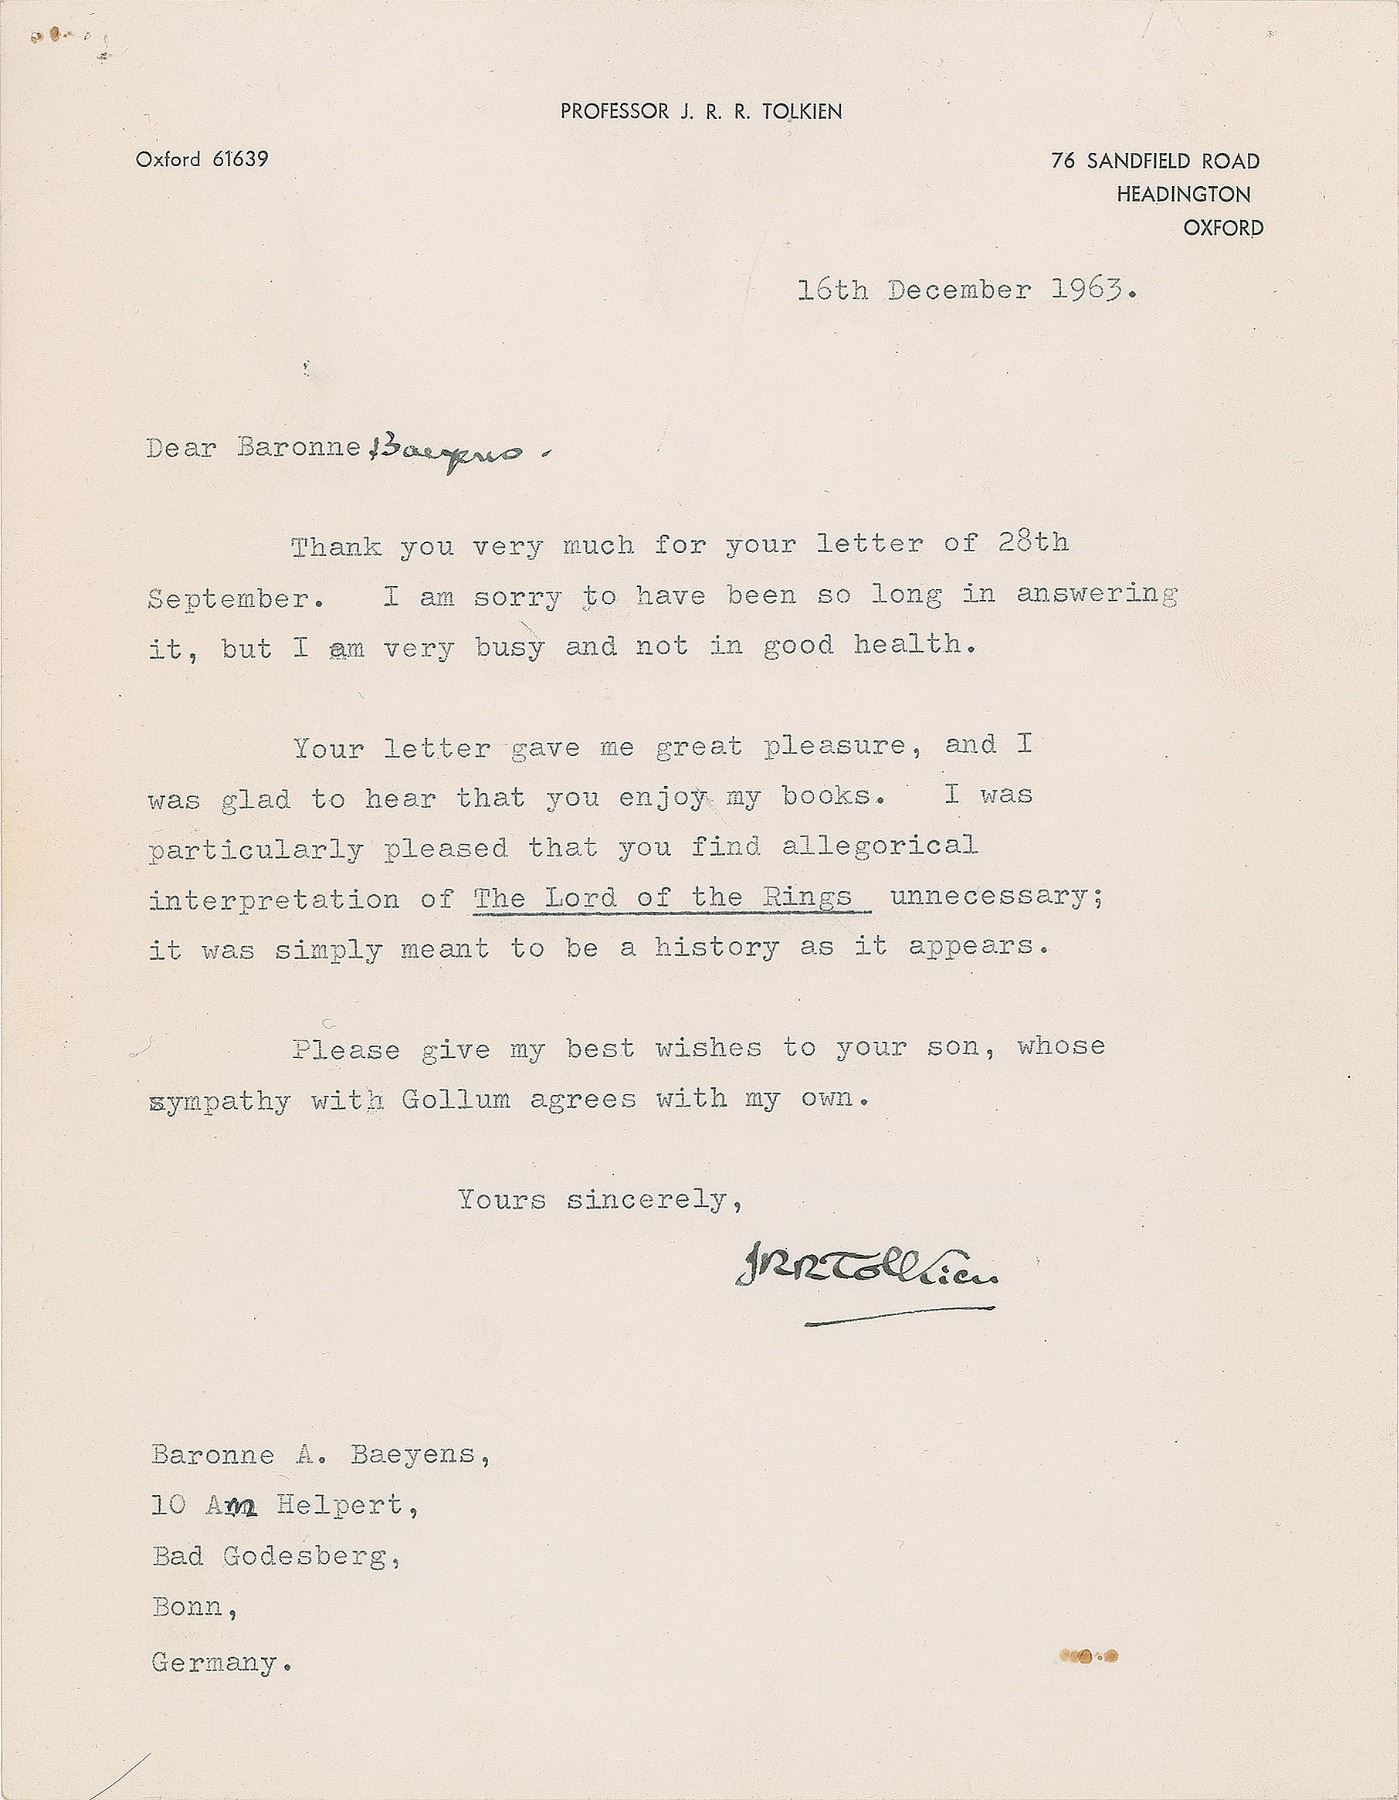 PROFESSOR J. R. R. TOLKIEN
Oxford 61639
76 SANDFIELD ROAD
HEADINGTON
OXFORD
16th December 1963.
Dear Baronne Baeyens.
Thank you very much for your letter of 28th
September. I am sorry to have been so long in answering
it, but I am very busy and not in good health.
Your letter gave me great pleasure, and I
was glad to hear that you enjoy my books. I was
particularly pleased that you find allegorical
interpretation of The Lord of the Rings unnecessary;
it was simply meant to be a history as it appears.
Please give my best wishes to your son, whose
sympathy with Gollum agrees with my own.
Yours sincerely,
JRRTolkien
Baronne A. Baeyens,
10 Am Helpert,
Bad Godesberg,
Bonn,
Germany.